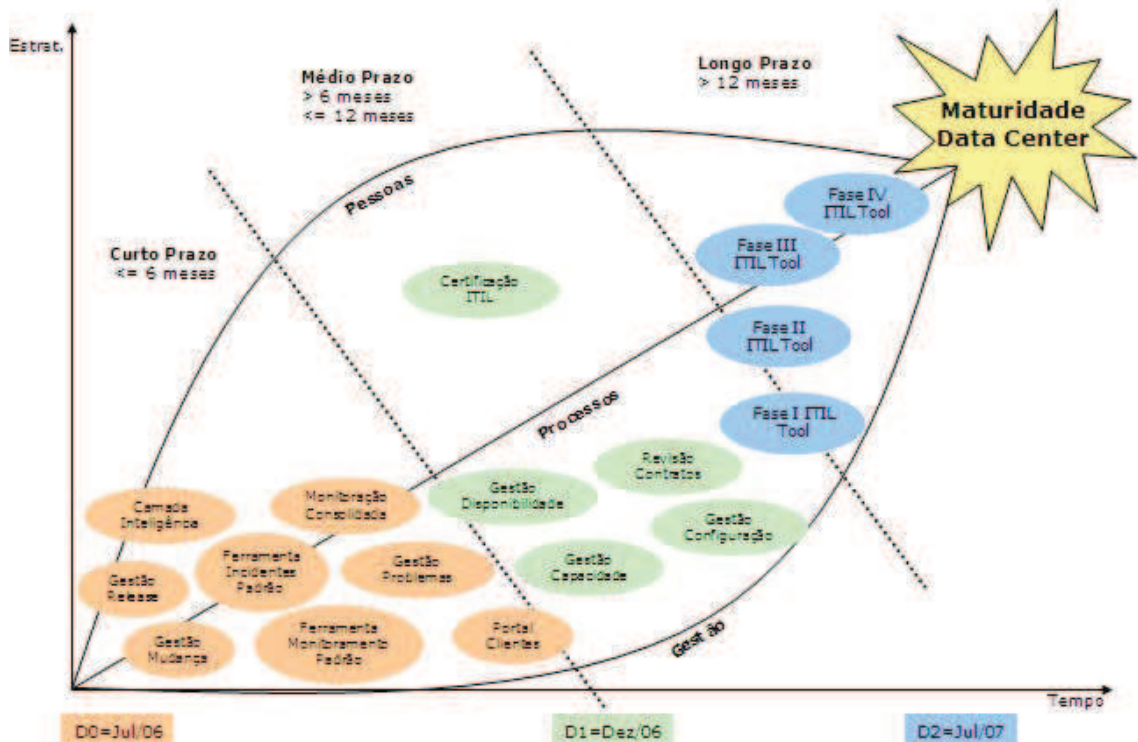 Estrat.
Médio Prazo
> 6 meses
<= 12 meses
Longo Prazo
> 12 meses
Maturidade
Data Center
Pessoas
Curto Prazo
<= 6 meses
Fase IV
ITIL Tool
Fase III
ITIL Tool
Certificação
ITIL
Fase II
ITIL Tool
Processos
Fase I ITIL
Tool
Revisão
Contratos
Gestão
Disponibilidade
Monitoração
Consolidada
Camada
Inteligência
Gestão
Configuração
Ferramenta
Incidentes
Padrão
Gestão
Problemas
Gestão
Capacidade
Gestão
Release
Gestão
Mudança
Ferramenta
Monitoramento
Padrão
Portal
Clientes
Gestão
Tempo
D0=Jul/06
D1=Dez/06
D2=Jul/07